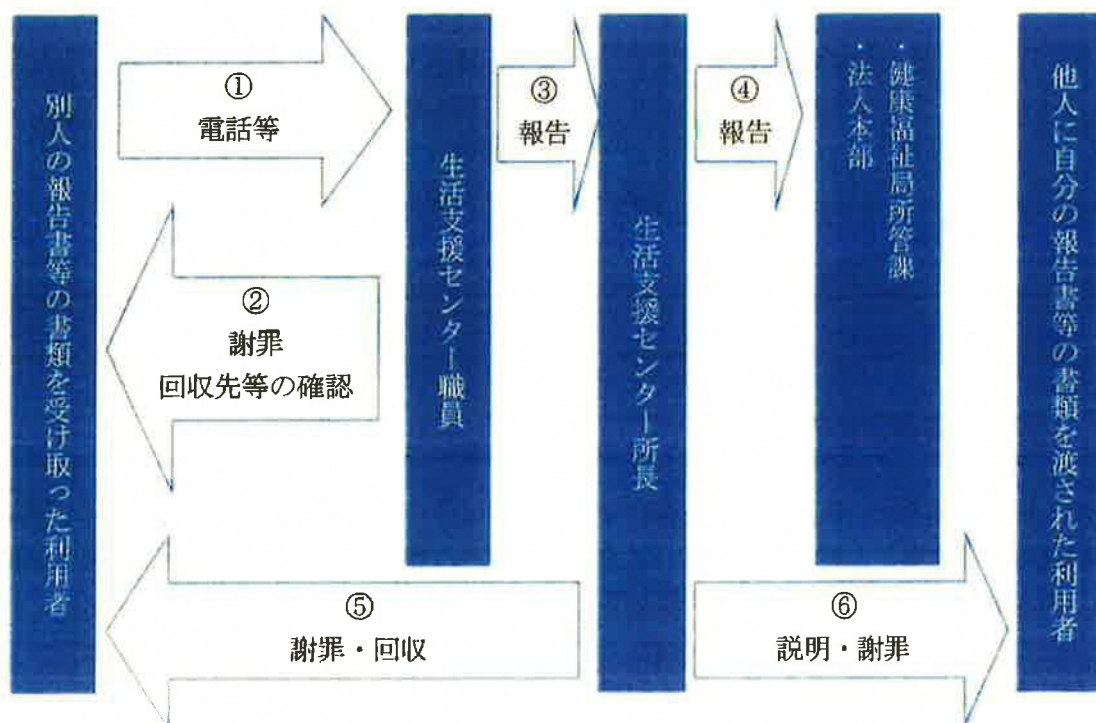 別人の報告書等の書類を受け取った利用者
①
電話等
②
謝罪
回収先等の確認
生活支援センター職員
③
報告
生活支援センター所長
④
報告
・健康福祉局所管課
・法人本部
他人に自分の報告書等の書類を渡された利用者
⑤
謝罪・回収
⑥
説明・謝罪